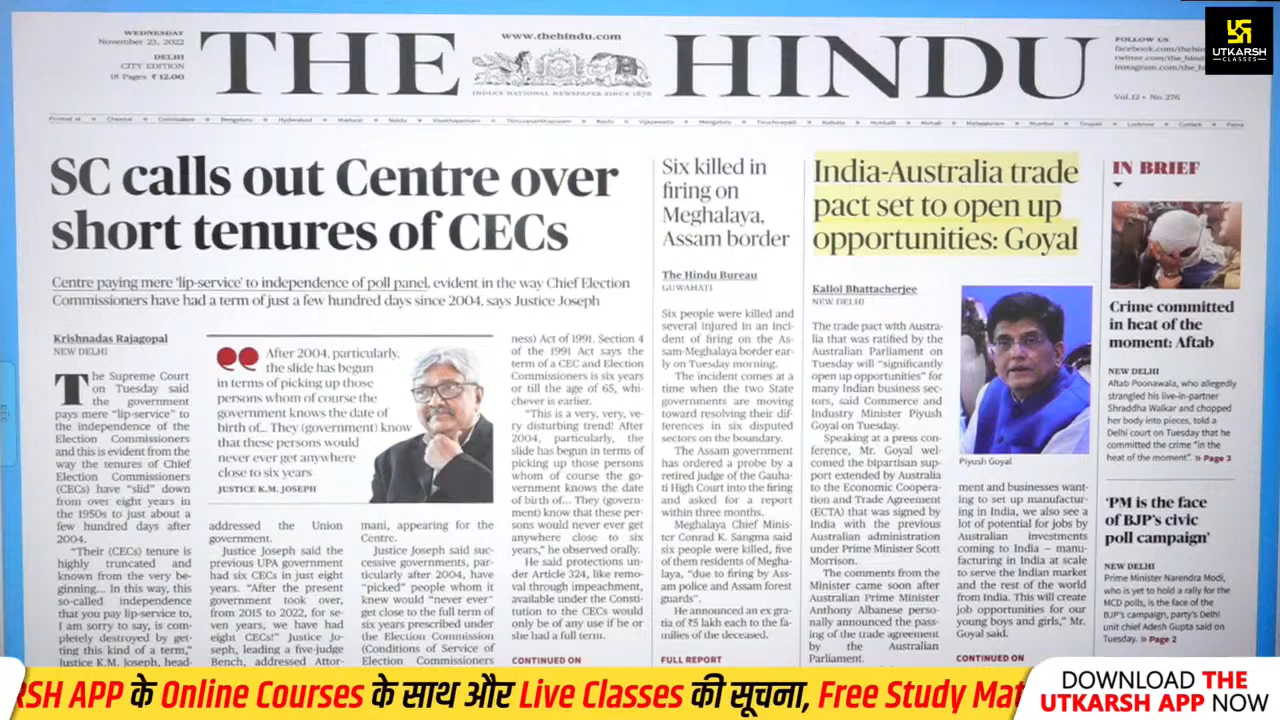 WEDNESDAY
November 23, 2022
DELHI
CITY EDITION
18 Pages ₹12.00
THE HINDU
www.thehindu.com
INDIA'S NATIONAL NEWSPAPER SINCE 1878
FOLLOW US
facebook.com/thehin
twitter.com/the_hind
instagram.com/the_hi
Vol.12 • No.276
UTKARSH
CLASSES
Printed at » Chennai » Coimbatore » Bengaluru » Hyderabad » Madurai » Noida » Visakhapatnam » Thiruvananthapuram » Kochi » Vijayawada » Mangaluru » Tiruchirapalli » Kolkata » Hubballi » Mohali » Malappuram » Mumbai » Tirupati » Lucknow » Cuttack » Patna
SC calls out Centre over
short tenures of CECs
Centre paying mere 'lip-service' to independence of poll panel, evident in the way Chief Election
Commissioners have had a term of just a few hundred days since 2004, says Justice Joseph
Krishnadas Rajagopal
NEW DELHI
The Supreme Court
on Tuesday said
the government
pays mere "lip-service" to
the independence of the
Election Commissioners
and this is evident from the
way the tenures of Chief
Election Commissioners
(CECs) have "slid" down
from over eight years in
the 1950s to just about a
few hundred days after
2004.
"Their (CECs) tenure is
highly truncated and
known from the very be-
ginning... In this way, this
so-called independence
that you pay lip-service to,
I am sorry to say, is com-
pletely destroyed by get-
ting this kind of a term,"
Justice K.M. Joseph, head-
After 2004, particularly,
the slide has begun
in terms of picking up those
persons whom of course the
government knows the date of
birth of... They (government) know
that these persons would
never ever get anywhere
close to six years
JUSTICE K.M. JOSEPH
addressed the Union
government.
Justice Joseph said the
previous UPA government
had six CECs in just eight
years. "After the present
government took over,
from 2015 to 2022, for se-
ven years, we have had
eight CECs!" Justice Jo-
seph, leading a five-judge
Bench, addressed Attor-
mani, appearing for the
Centre.
Justice Joseph said suc-
cessive governments, par-
ticularly after 2004, have
"picked" people whom it
knew would "never ever"
get close to the full term of
six years prescribed under
the Election Commission
(Conditions of Service of
Election Commissioners
ness) Act of 1991. Section 4
of the 1991 Act says the
term of a CEC and Election
Commissioners is six years
or till the age of 65, whi-
chever is earlier.
"This is a very, very, ve-
ry disturbing trend! After
2004, particularly, the
slide has begun in terms of
picking up those persons
whom of course the go-
vernment knows the date
of birth of... They (govern-
ment) know that these per-
sons would never ever get
anywhere close to six
years," he observed orally.
He said protections un-
der Article 324, like remo-
val through impeachment,
available under the Consti-
tution to the CECs would
only be of any use if he or
she had a full term.
CONTINUED ON
Six killed in
firing on
Meghalaya,
Assam border
The Hindu Bureau
GUWAHATI
Six people were killed and
several injured in an inci-
dent of firing on the As-
sam-Meghalaya border ear-
ly on Tuesday morning.
The incident comes at a
time when the two State
governments are moving
toward resolving their dif-
ferences in six disputed
sectors on the boundary.
The Assam government
has ordered a probe by a
retired judge of the Gauha-
ti High Court into the firing
and asked for a report
within three months.
Meghalaya Chief Minis-
ter Conrad K. Sangma said
six people were killed, five
of them residents of Megha-
laya, "due to firing by Ass-
am police and Assam forest
guards".
He announced an ex gra-
tia of ₹5 lakh each to the fa-
milies of the deceased.
FULL REPORT
India-Australia trade
pact set to open up
opportunities: Goyal
Kallol Bhattacherjee
NEW DELHI
The trade pact with Austra-
lia that was ratified by the
Australian Parliament on
Tuesday will "significantly
open up opportunities" for
many Indian business sec-
tors, said Commerce and
Industry Minister Piyush
Goyal on Tuesday.
Speaking at a press con-
ference, Mr. Goyal wel-
comed the bipartisan sup-
port extended by Australia
to the Economic Coopera-
tion and Trade Agreement
(ECTA) that was signed by
India with the previous
Australian administration
under Prime Minister Scott
Morrison.
The comments from the
Minister came soon after
Australian Prime Minister
Anthony Albanese perso-
nally announced the pass-
ing of the trade agreement
by the Australian
Parliament.
Piyush Goyal
ment and businesses want-
ing to set up manufactur-
ing in India, we also see a
lot of potential for jobs by
Australian investments
coming to India – manu-
facturing in India at scale
to serve the Indian market
and the rest of the world
from India. This will create
job opportunities for our
young boys and girls," Mr.
Goyal said.
CONTINUED ON
IN BRIEF
Crime committed
in heat of the
moment: Aftab
NEW DELHI
Aftab Poonawala, who allegedly
strangled his live-in-partner
Shraddha Walkar and chopped
her body into pieces, told a
Delhi court on Tuesday that he
committed the crime "in the
heat of the moment". » Page 3
'PM is the face
of BJP's civic
poll campaign'
NEW DELHI
Prime Minister Narendra Modi,
who is yet to hold a rally for the
MCD polls, is the face of the
BJP's campaign, party's Delhi
unit chief Adesh Gupta said on
Tuesday. » Page 2
RSH APP के Online Courses के साथ और Live Classes की सूचना, Free Study Mat
DOWNLOAD THE
UTKARSH APP NOW